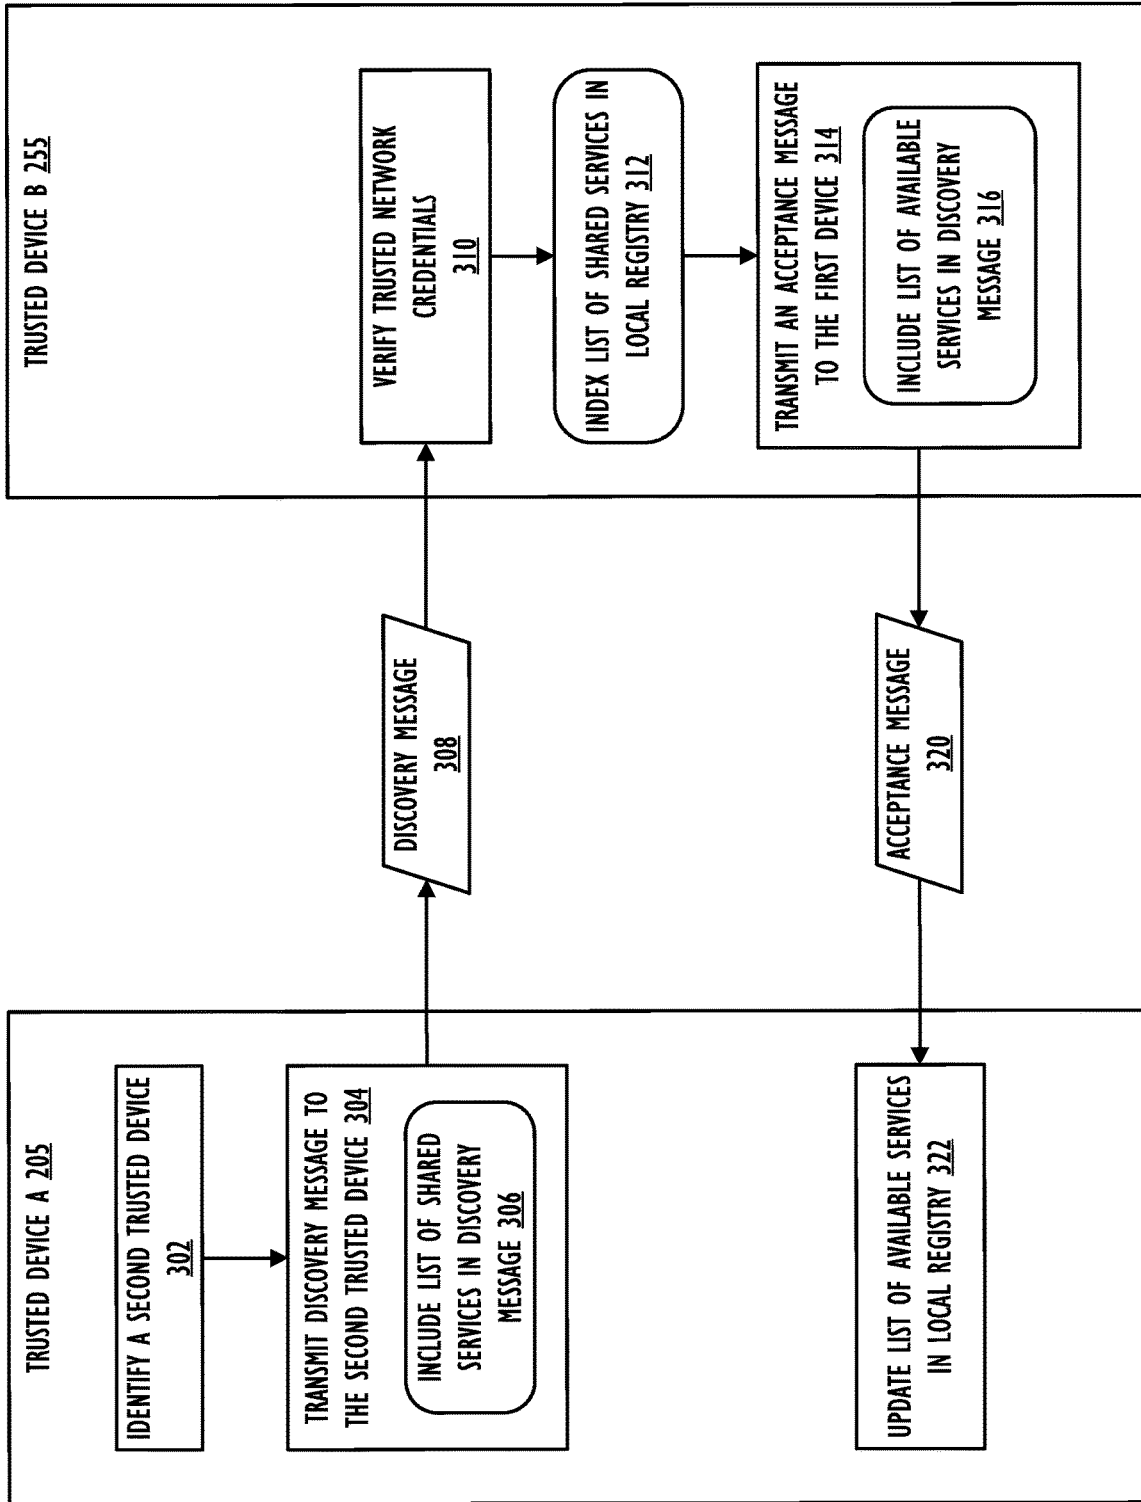 TRUSTED DEVICE A 205
IDENTIFY A SECOND TRUSTED DEVICE
302
TRANSMIT DISCOVERY MESSAGE TO
THE SECOND TRUSTED DEVICE 304
INCLUDE LIST OF SHARED
SERVICES IN DISCOVERY
MESSAGE 306
DISCOVERY MESSAGE
308
TRUSTED DEVICE B 255
VERIFY TRUSTED NETWORK
CREDENTIALS
310
INDEX LIST OF SHARED SERVICES IN
LOCAL REGISTRY 312
TRANSMIT AN ACCEPTANCE MESSAGE
TO THE FIRST DEVICE 314
INCLUDE LIST OF AVAILABLE
SERVICES IN DISCOVERY
MESSAGE 316
ACCEPTANCE MESSAGE
320
UPDATE LIST OF AVAILABLE SERVICES
IN LOCAL REGISTRY 322